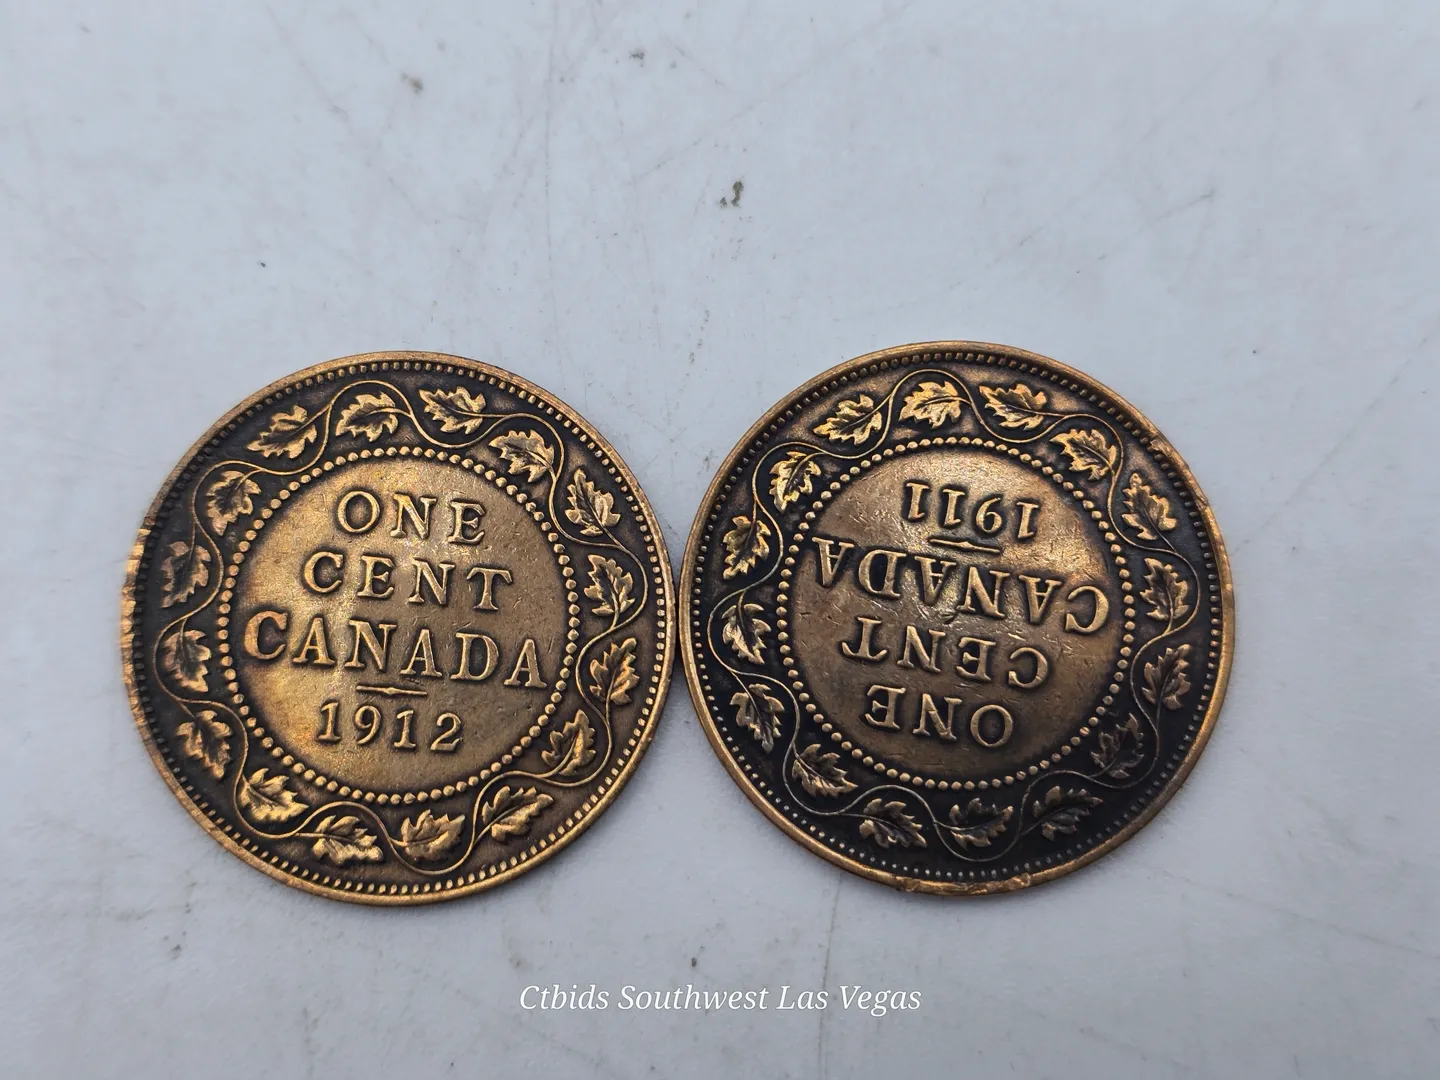 ONE
CENT
CANADA
1912
ONE
CENT
CANADA
1911
Ctbids Southwest Las Vegas